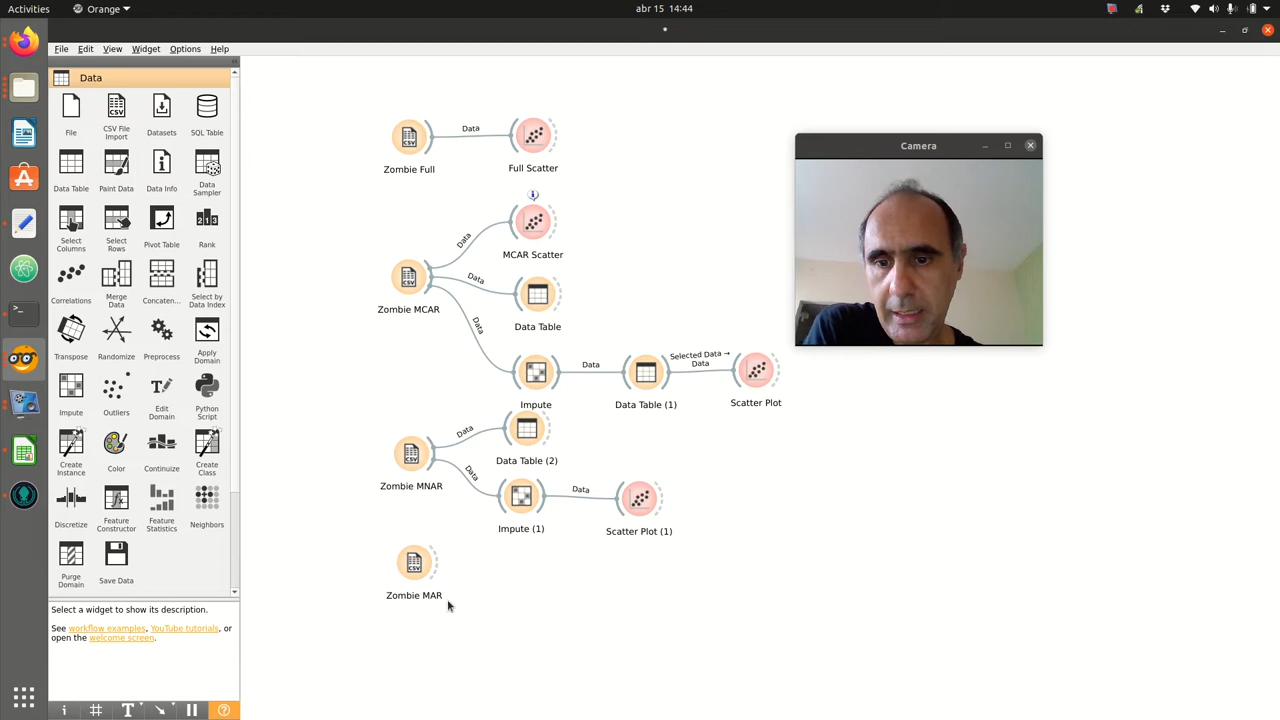 Activities
Orange
abr 15 14:44
*
File Edit View Widget Options Help
Data
File
CSV File
Import
Datasets
SQL Table
Data Table
Paint Data
Data Info
Data
Sampler
Select
Columns
Select
Rows
Pivot Table
Rank
Correlations
Merge
Data
Concaten...
Select by
Data Index
Transpose
Randomize
Preprocess
Apply
Domain
Impute
Outliers
Edit
Domain
Python
Script
Create
Instance
Color
Continuize
Create
Class
Discretize
Feature
Constructor
Feature
Statistics
Neighbors
Purge
Domain
Save Data
Select a widget to show its description.
See workflow examples, YouTube tutorials, or
open the welcome screen.
Zombie Full
Data
Full Scatter
Zombie MCAR
Data
MCAR Scatter
Data
Data Table
Data
Impute
Data
Data Table (1)
Selected Data →
Data
Scatter Plot
Zombie MNAR
Data
Data Table (2)
Data
Impute (1)
Data
Scatter Plot (1)
Zombie MAR
Camera